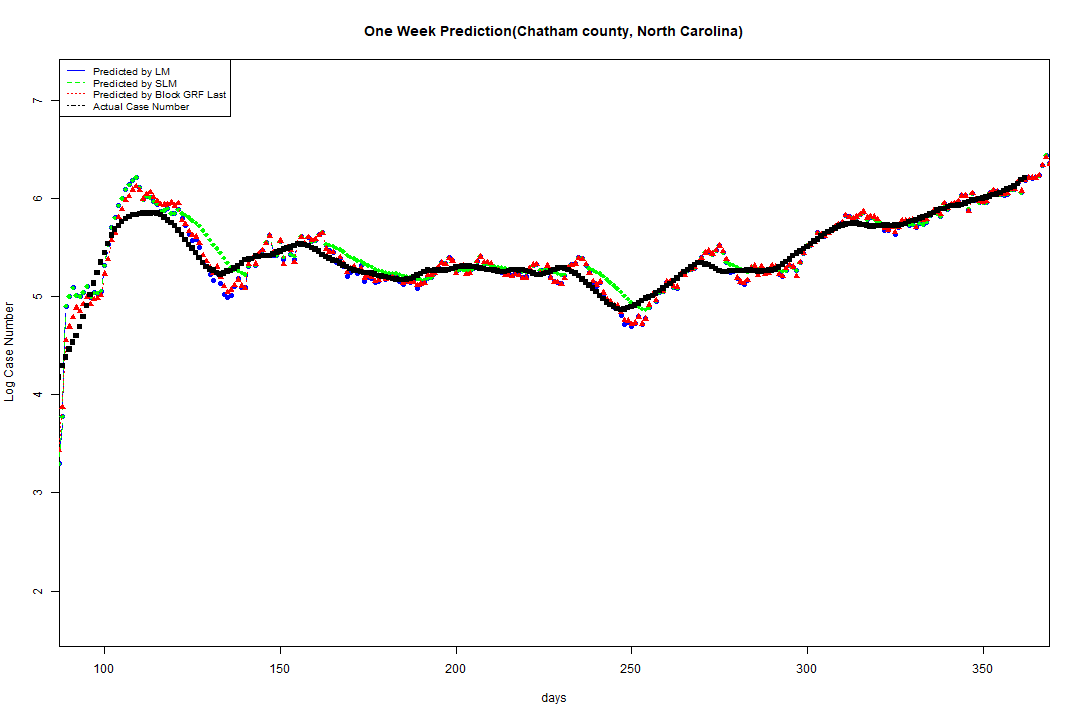 One Week Prediction(Chatham county, North Carolina)
Predicted by LM
Predicted by SLM
Predicted by Block GRF Last
Actual Case Number
7
6
5
4
3
2
Log Case Number
100 150 200 250 300 350
days